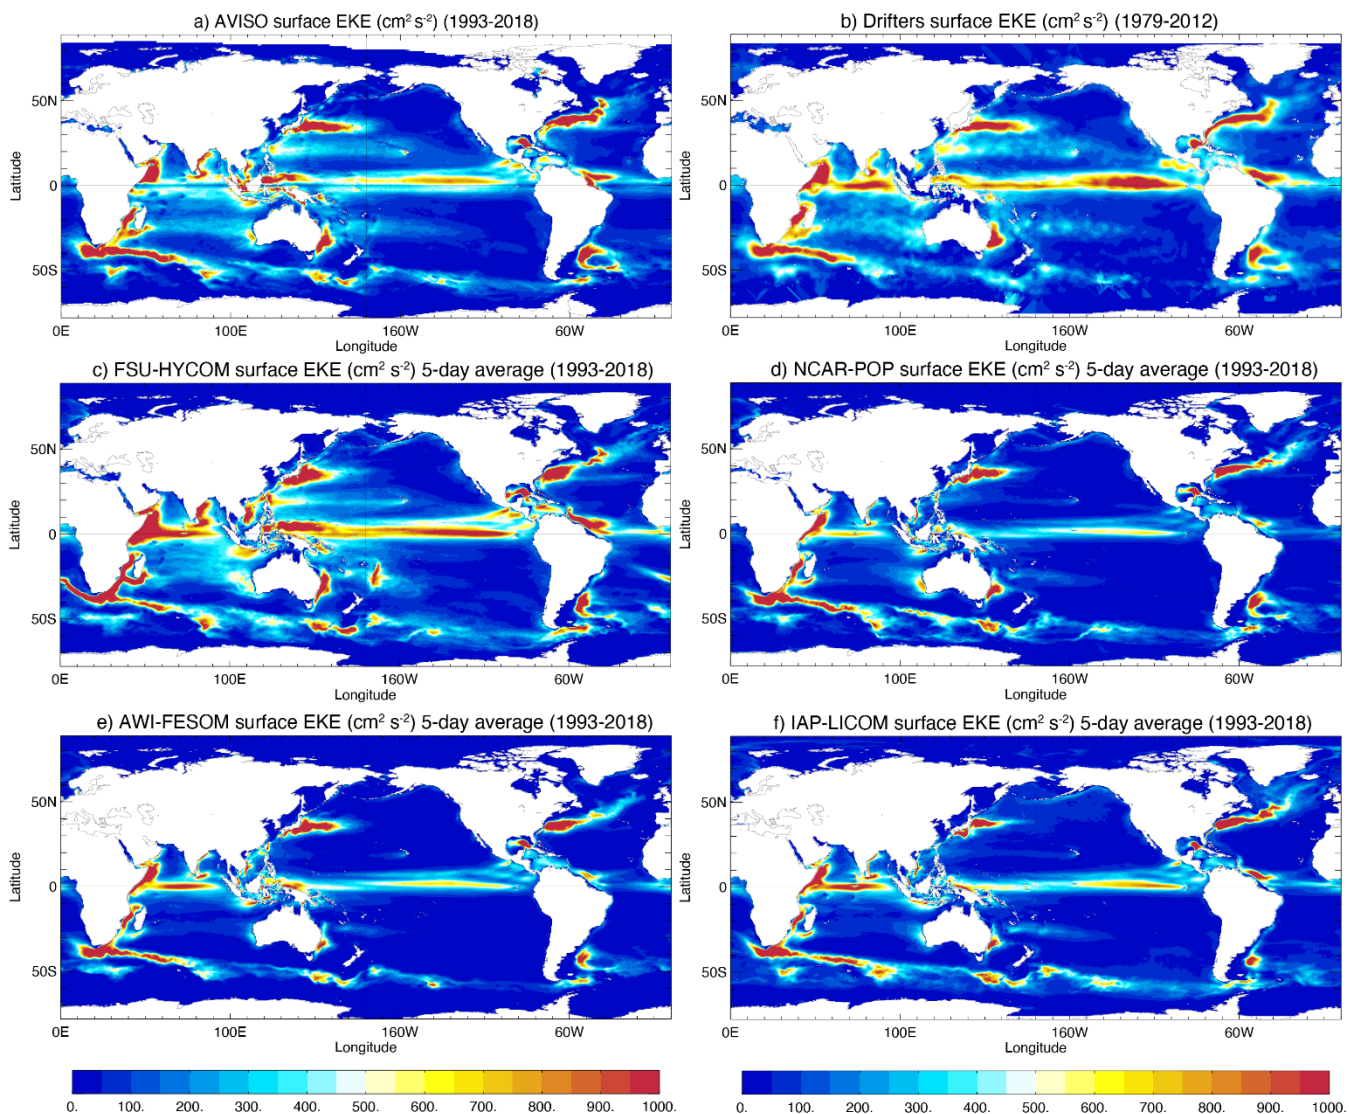 a) AVISO surface EKE (cm² s⁻²) (1993-2018)
Latitude
50N
0
50S
0E 100E 160W 60W
Longitude
b) Drifters surface EKE (cm² s⁻²) (1979-2012)
Latitude
50N
0
50S
0E 100E 160W 60W
Longitude
c) FSU-HYCOM surface EKE (cm² s⁻²) 5-day average (1993-2018)
Latitude
50N
0
50S
0E 100E 160W 60W
Longitude
d) NCAR-POP surface EKE (cm² s⁻²) 5-day average (1993-2018)
Latitude
50N
0
50S
0E 100E 160W 60W
Longitude
e) AWI-FESOM surface EKE (cm² s⁻²) 5-day average (1993-2018)
Latitude
50N
0
50S
0E 100E 160W 60W
Longitude
f) IAP-LICOM surface EKE (cm² s⁻²) 5-day average (1993-2018)
Latitude
50N
0
50S
0E 100E 160W 60W
Longitude
0. 100. 200. 300. 400. 500. 600. 700. 800. 900. 1000.
0. 100. 200. 300. 400. 500. 600. 700. 800. 900. 1000.